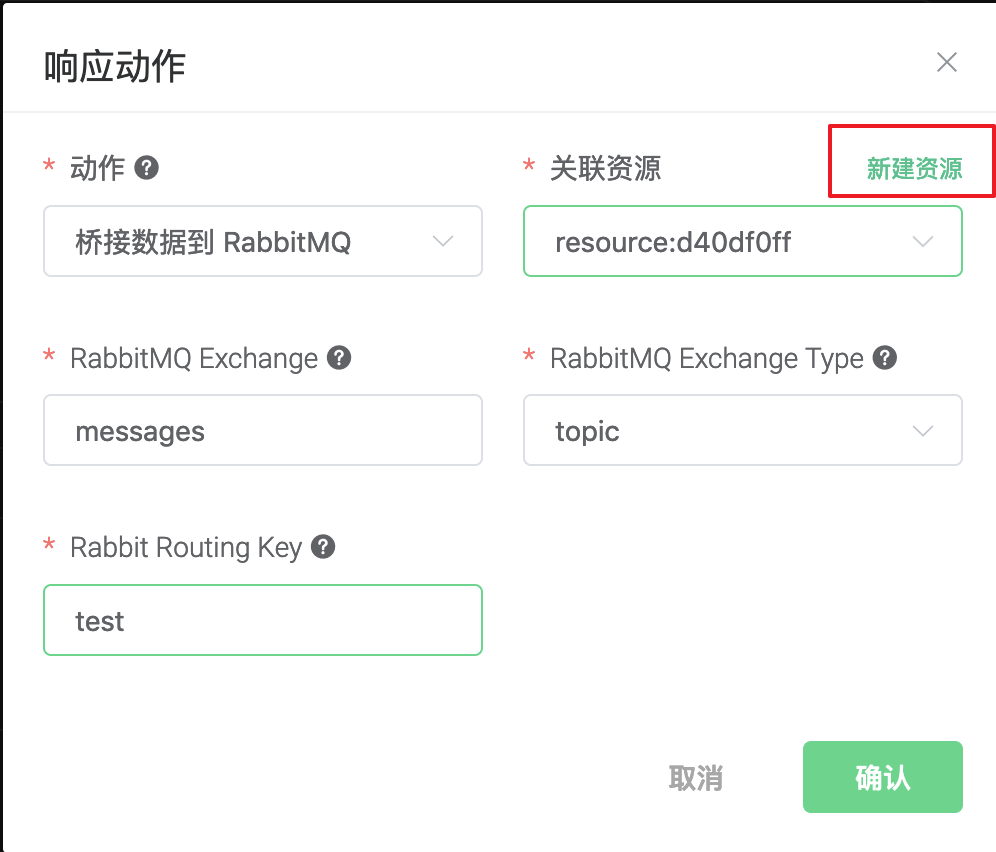 响应动作
* 动作 ?
* 关联资源
新建资源
桥接数据到 RabbitMQ
resource:d40df0ff
* RabbitMQ Exchange ?
* RabbitMQ Exchange Type ?
messages
topic
* Rabbit Routing Key ?
test
取消
确认